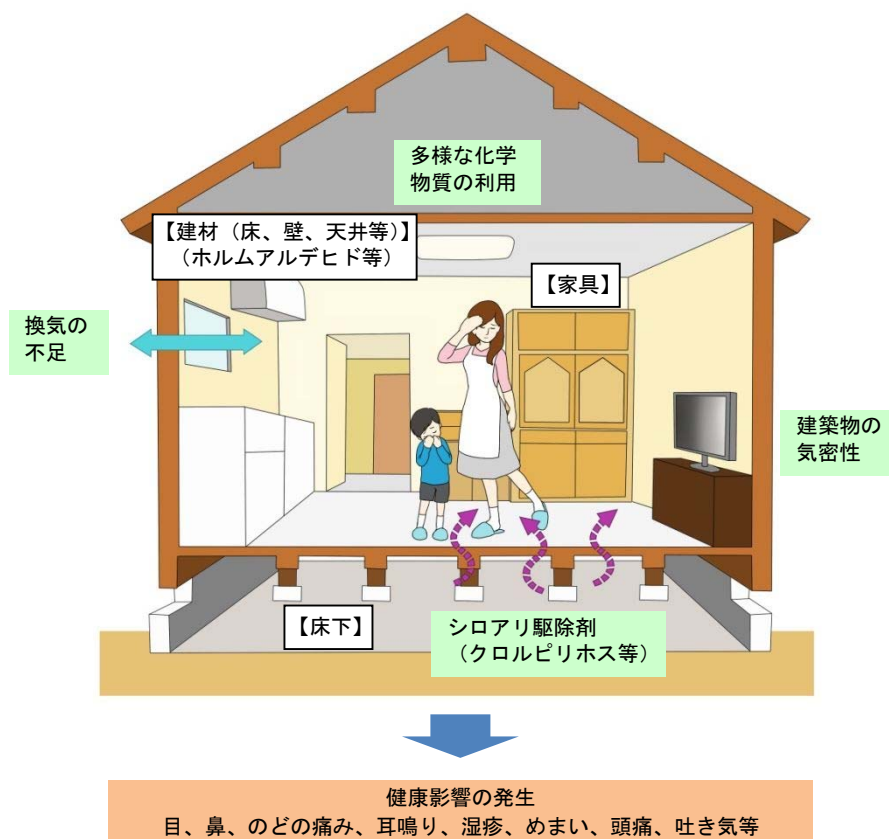 多様な化学
物質の利用
【建材（床、壁、天井等）】
（ホルムアルデヒド等）
【家具】
換気の
不足
建築物の
気密性
【床下】
シロアリ駆除剤
（クロルピリホス等）
健康影響の発生
目、鼻、のどの痛み、耳鳴り、湿疹、めまい、頭痛、吐き気等